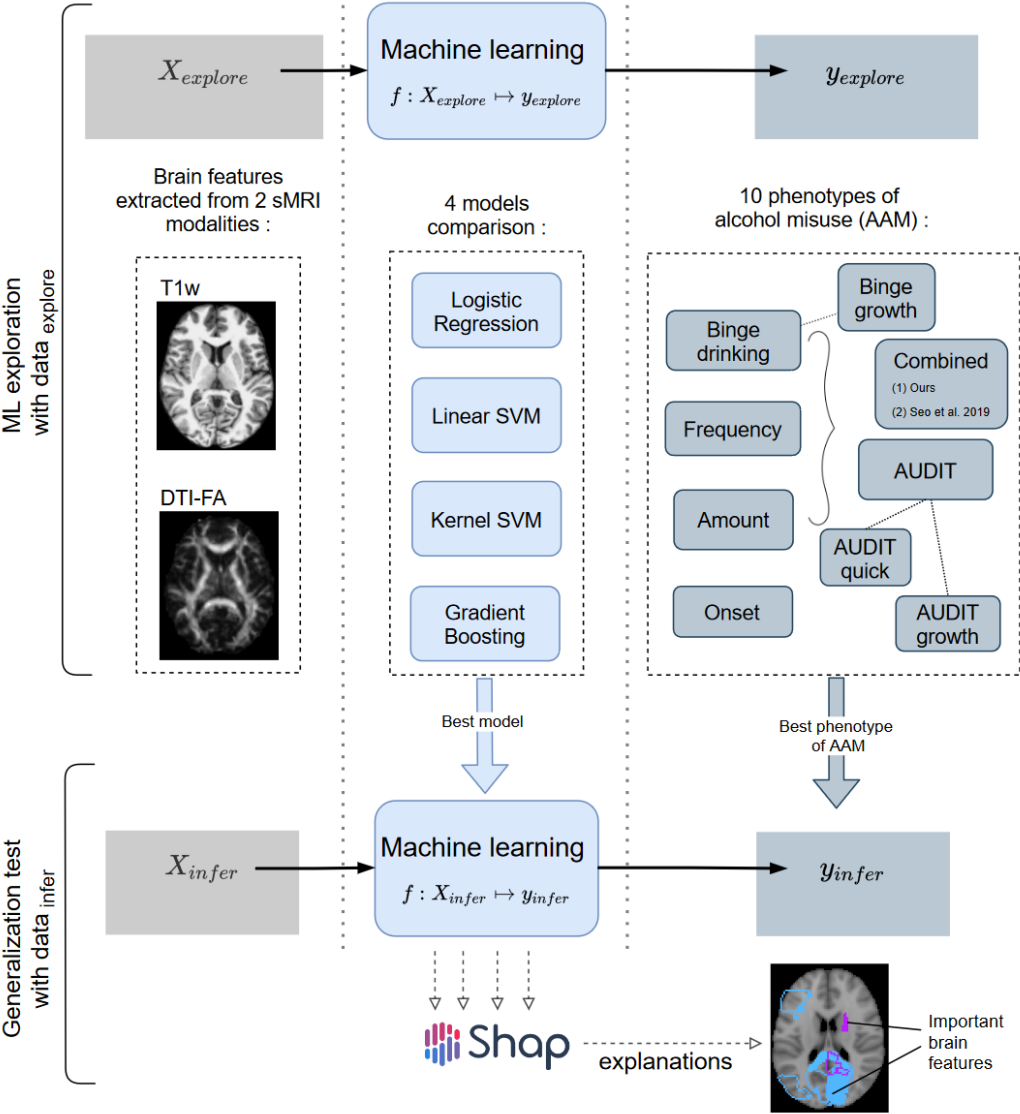 X_explore
Machine learning
f : X_explore ↦ y_explore
y_explore
ML exploration
with data explore
Brain features
extracted from 2 sMRI
modalities :
4 models
comparison :
10 phenotypes of
alcohol misuse (AAM) :
T1w
DTI-FA
Logistic
Regression
Linear SVM
Kernel SVM
Gradient
Boosting
Binge
growth
Binge
drinking
Combined
(1) Ours
(2) Seo et al. 2019
Frequency
AUDIT
Amount
AUDIT
quick
Onset
AUDIT
growth
Best model
Best phenotype
of AAM
Generalization test
with data infer
X_infer
Machine learning
f : X_infer ↦ y_infer
y_infer
Shap
explanations
Important
brain
features